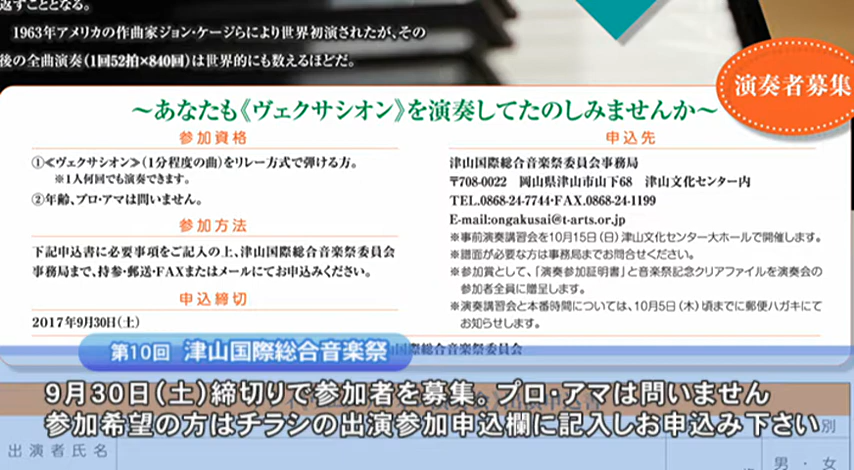 返すこととなる。
1963年アメリカの作曲家ジョン・ケージらにより世界初演されたが、その
後の全曲演奏(1回52拍×840回)は世界的にも数えるほどだ。
演奏者募集
～あなたも《ヴェクサシオン》を演奏してたのしみませんか～
参加資格
①≪ヴェクサシオン≫(1分程度の曲)をリレー方式で弾ける方。
※1人何回でも演奏できます。
②年齢、プロ・アマは問いません。
参加方法
下記申込書に必要事項をご記入の上、津山国際総合音楽祭委員会
事務局まで、持参・郵送・FAXまたはメールにてお申込みください。
申込締切
2017年9月30日(土)
申込先
津山国際総合音楽祭委員会事務局
〒708-0022 岡山県津山市山下68 津山文化センター内
TEL.0868-24-7744・FAX.0868-24-1199
E-mail:ongakusai@t-arts.or.jp
※事前演奏講習会を10月15日(日)津山文化センター大ホールで開催します。
※譜面が必要な方は事務局までお問合せください。
※参加賞として、「演奏参加証明書」と音楽祭記念クリアファイルを演奏会の
参加者全員に贈呈します。
※演奏講習会と本番時間については、10月5日(木)頃までに郵便ハガキにて
お知らせします。
国際総合音楽祭委員会
第10回 津山国際総合音楽祭
9月30日(土)締切りで参加者を募集。プロ・アマは問いません
参加希望の方はチラシの出演参加申込欄に記入しお申込み下さい
別
出演者氏名
男・女